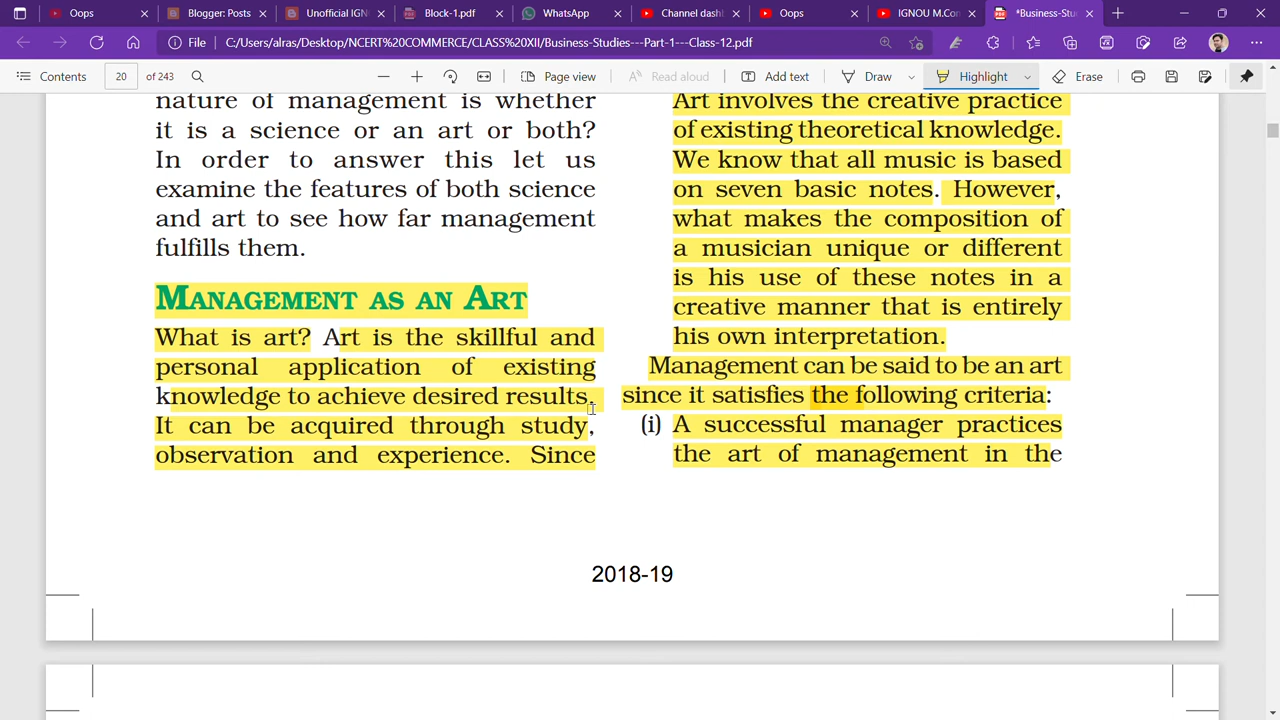 Oops
Blogger: Posts
Unofficial IGN
Block-1.pdf
WhatsApp
Channel dash
Oops
IGNOU M.Con
*Business-Stu
File
C:/Users/alras/Desktop/NCERT%20COMMERCE/CLASS%20XII/Business-Studies---Part-1---Class-12.pdf
Contents
20
of 243
Page view
Read aloud
Add text
Draw
Highlight
Erase
nature of management is whether
it is a science or an art or both?
In order to answer this let us
examine the features of both science
and art to see how far management
fulfills them.
MANAGEMENT AS AN ART
What is art? Art is the skillful and
personal application of existing
knowledge to achieve desired results.
It can be acquired through study,
observation and experience. Since
Art involves the creative practice
of existing theoretical knowledge.
We know that all music is based
on seven basic notes. However,
what makes the composition of
a musician unique or different
is his use of these notes in a
creative manner that is entirely
his own interpretation.
Management can be said to be an art
since it satisfies the following criteria:
(i) A successful manager practices
the art of management in the
2018-19